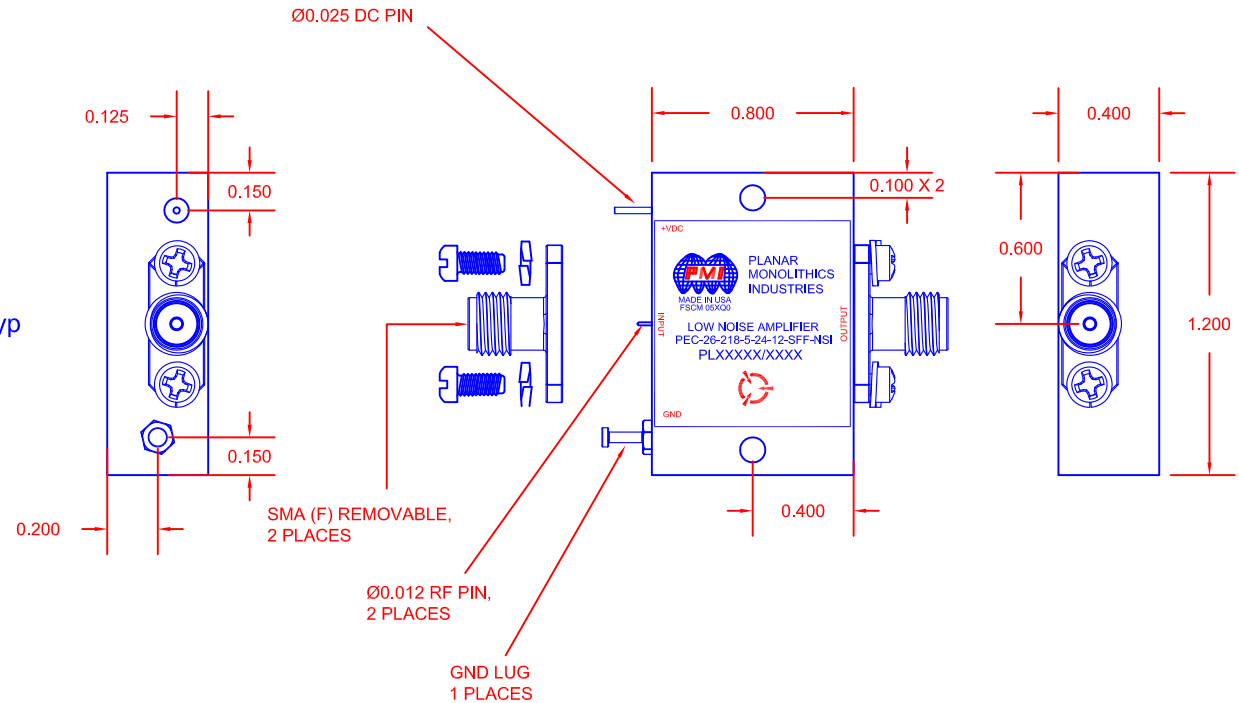 Ø0.025 DC PIN
0.125
0.800
0.400
0.150
0.100 X 2
+VDC
PMI
MADE IN USA
FSCM 05XQ0
PLANAR
MONOLITHICS
INDUSTRIES
0.600
yp
INPUT
OUTPUT
LOW NOISE AMPLIFIER
PEC-26-218-5-24-12-SFF-NSI
PLXXXXX/XXXX
1.200
GND
0.150
0.200
SMA (F) REMOVABLE,
2 PLACES
0.400
Ø0.012 RF PIN,
2 PLACES
GND LUG
1 PLACES